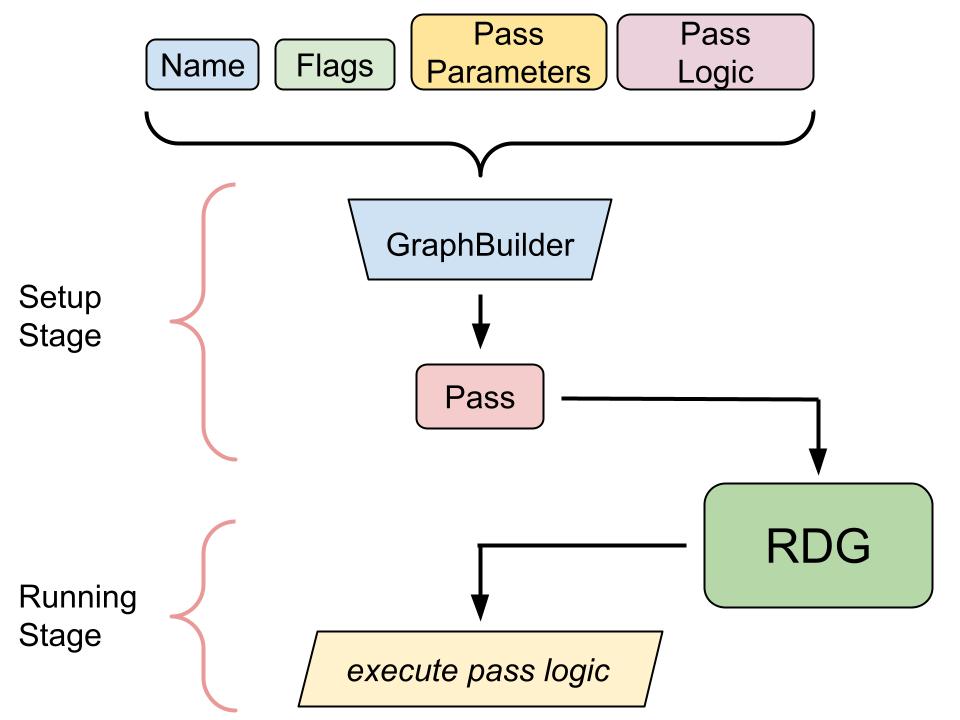 Name
Flags
Pass
Parameters
Pass
Logic
GraphBuilder
Setup
Stage
Pass
RDG
Running
Stage
execute pass logic